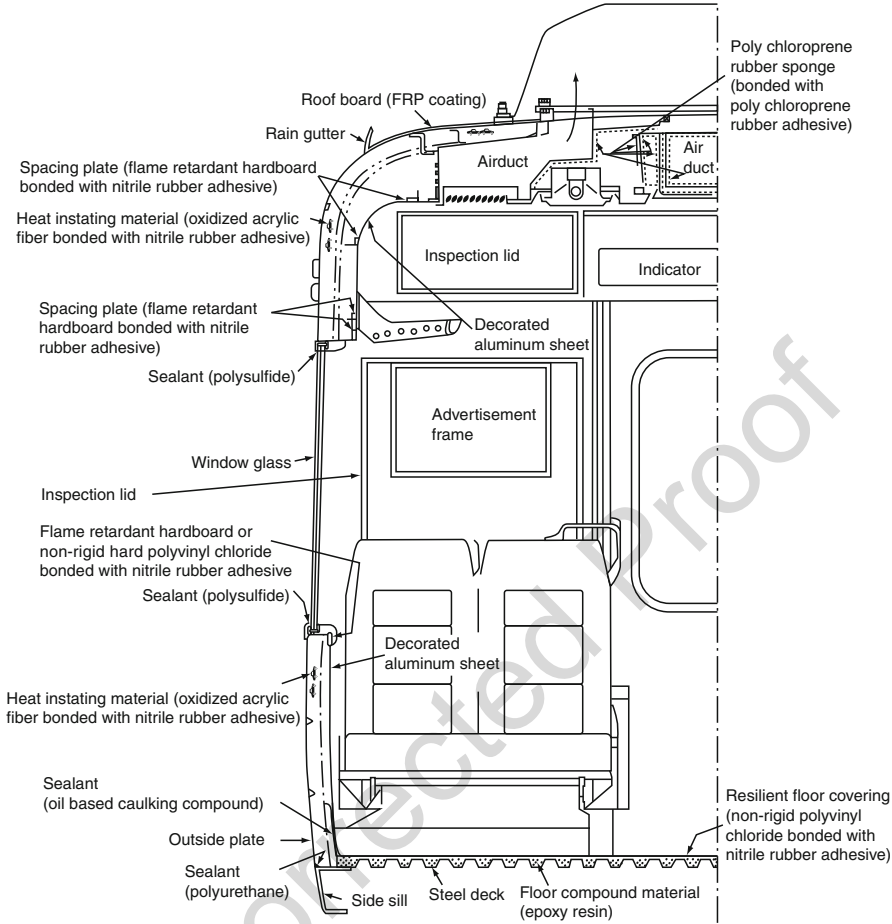 Poly chloroprene
rubber sponge
(bonded with
poly chloroprene
rubber adhesive)
Roof board (FRP coating)
Rain gutter
Airduct
Air
duct
Spacing plate (flame retardant hardboard
bonded with nitrile rubber adhesive)
Heat instating material (oxidized acrylic
fiber bonded with nitrile rubber adhesive)
Inspection lid
Indicator
Spacing plate (flame retardant
hardboard bonded with nitrile
rubber adhesive)
Decorated
aluminum sheet
Sealant (polysulfide)
Advertisement
frame
Window glass
Inspection lid
Flame retardant hardboard or
non-rigid hard polyvinyl chloride
bonded with nitrile rubber adhesive
Sealant (polysulfide)
Decorated
aluminum sheet
Heat instating material (oxidized acrylic
fiber bonded with nitrile rubber adhesive)
Sealant
(oil based caulking compound)
Outside plate
Sealant
(polyurethane)
Side sill
Steel deck
Floor compound material
(epoxy resin)
Resilient floor covering
(non-rigid polyvinyl
chloride bonded with
nitrile rubber adhesive)
orrected Proof